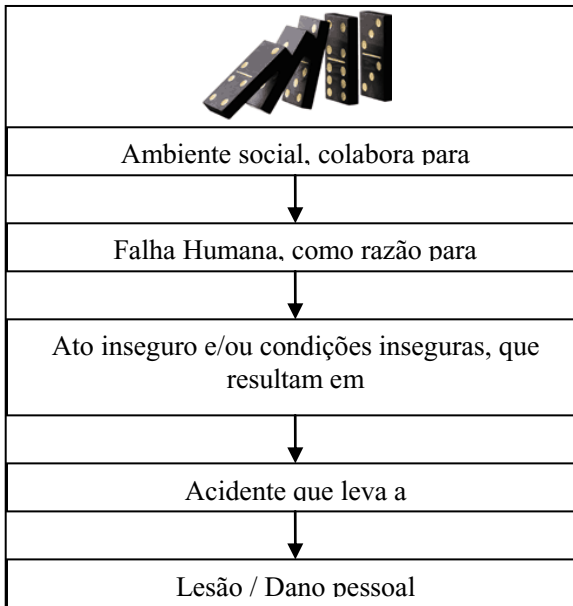 Ambiente social, colabora para
Falha Humana, como razão para
Ato inseguro e/ou condições inseguras, que
resultam em
Acidente que leva a
Lesão / Dano pessoal